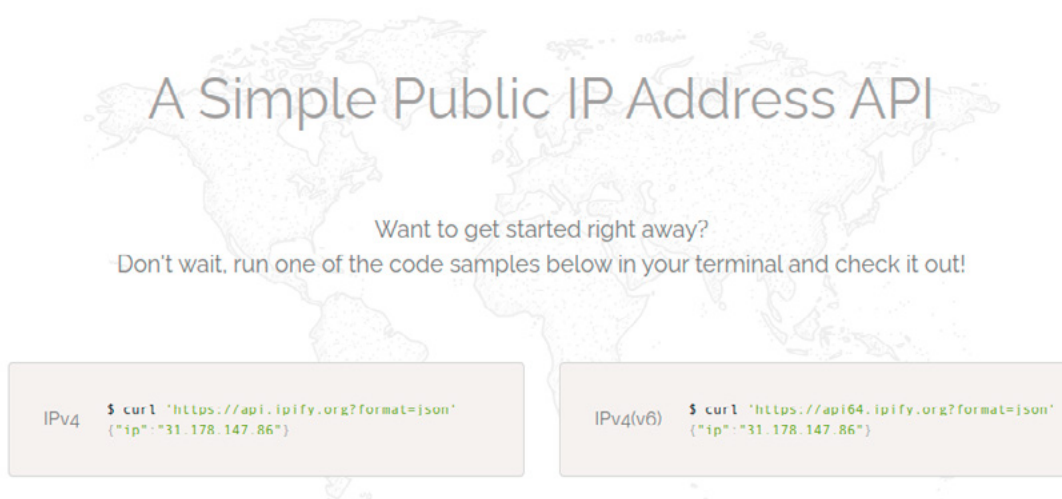 A Simple Public IP Address API
Want to get started right away?
Don't wait, run one of the code samples below in your terminal and check it out!
IPv4
$ curl 'https://api.ipify.org?format=json'
{"ip":"31.178.147.86"}
IPv4(v6)
$ curl 'https://api64.ipify.org?format=json'
{"ip":"31.178.147.86"}